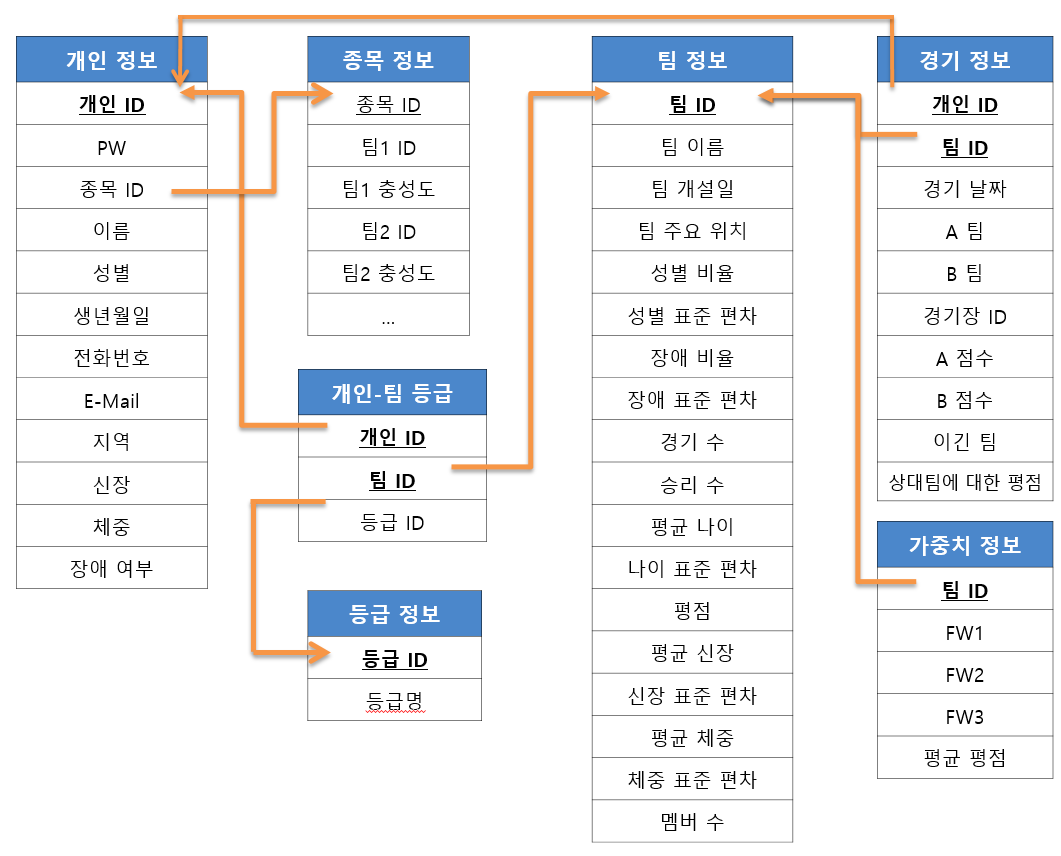 개인 정보
개인 ID
PW
종목 ID
이름
성별
생년월일
전화번호
E-Mail
지역
신장
체중
장애 여부
종목 정보
종목 ID
팀1 ID
팀1 충성도
팀2 ID
팀2 충성도
...
개인-팀 등급
개인 ID
팀 ID
등급 ID
등급 정보
등급 ID
등급명
팀 정보
팀 ID
팀 이름
팀 개설일
팀 주요 위치
성별 비율
성별 표준 편차
장애 비율
장애 표준 편차
경기 수
승리 수
평균 나이
나이 표준 편차
평점
평균 신장
신장 표준 편차
평균 체중
체중 표준 편차
멤버 수
경기 정보
개인 ID
팀 ID
경기 날짜
A 팀
B 팀
경기장 ID
A 점수
B 점수
이긴 팀
상대팀에 대한 평점
가중치 정보
팀 ID
FW1
FW2
FW3
평균 평점